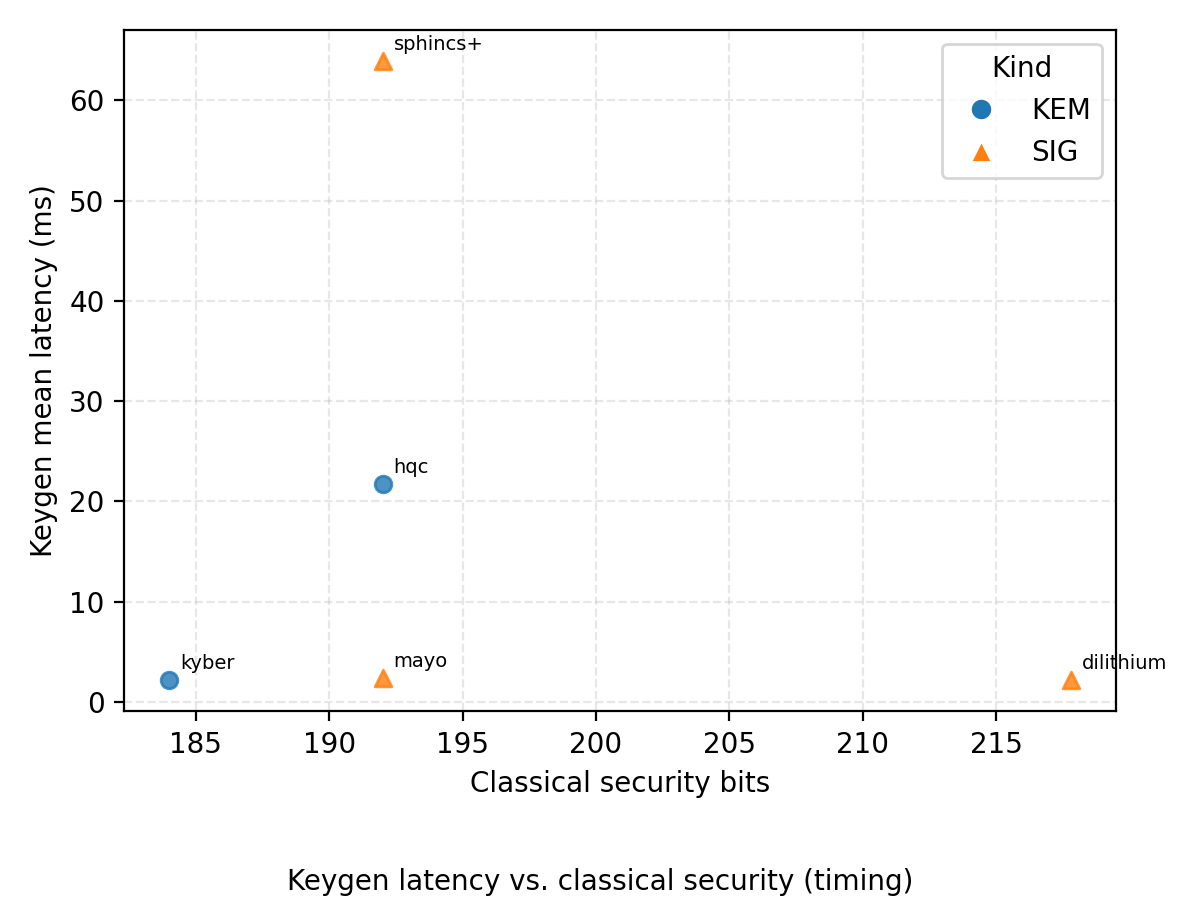 sphincs+
Kind
KEM
SIG
60
50
40
30
20
10
0
Keygen mean latency (ms)
hqc
kyber
mayo
dilithium
185 190 195 200 205 210 215
Classical security bits
Keygen latency vs. classical security (timing)